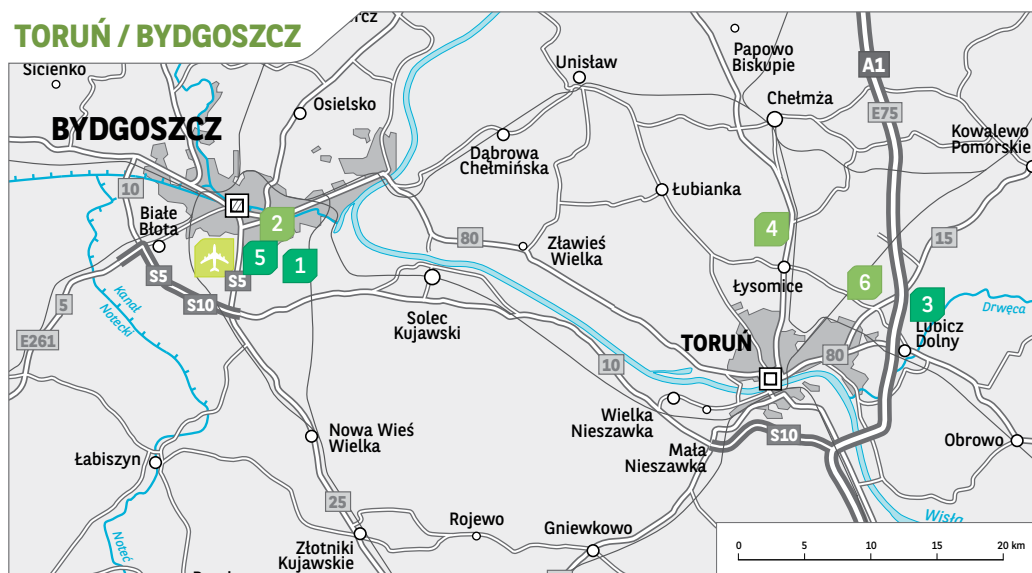 TORUŃ / BYDGOSZCZ
Sicienko
Osielsko
Unisław
Papowo
Biskupie
A1
Chełmża
E75
BYDGOSZCZ
Dąbrowa
Chełmińska
Kowalewo
Pomorskie
10
Łubianka
Białe
Błota
2
4
80
Zławieś
Wielka
15
5
1
S5
S5
S10
Łysomice
6
3
Drwęca
5
Kanał
Notecki
Solec
Kujawski
E261
TORUŃ
80
Lubicz
Dolny
10
Wielka
Nieszawka
Nowa Wieś
Wielka
S10
Mała
Nieszawka
Obrowo
Łabiszyn
25
Wisła
Noteć
Złotniki
Kujawskie
Rojewo
Gniewkowo
0 5 10 15 20 km